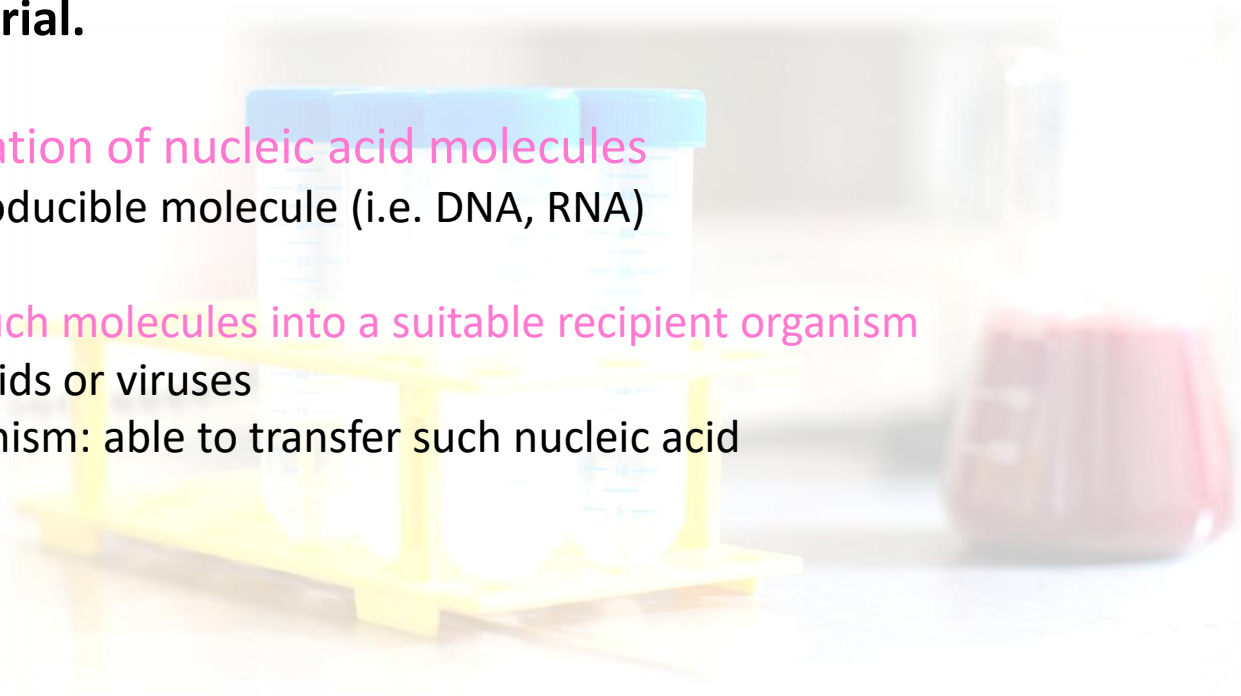 rial.
ation of nucleic acid molecules
oducible molecule (i.e. DNA, RNA)
uch molecules into a suitable recipient organism
ids or viruses
nism: able to transfer such nucleic acid